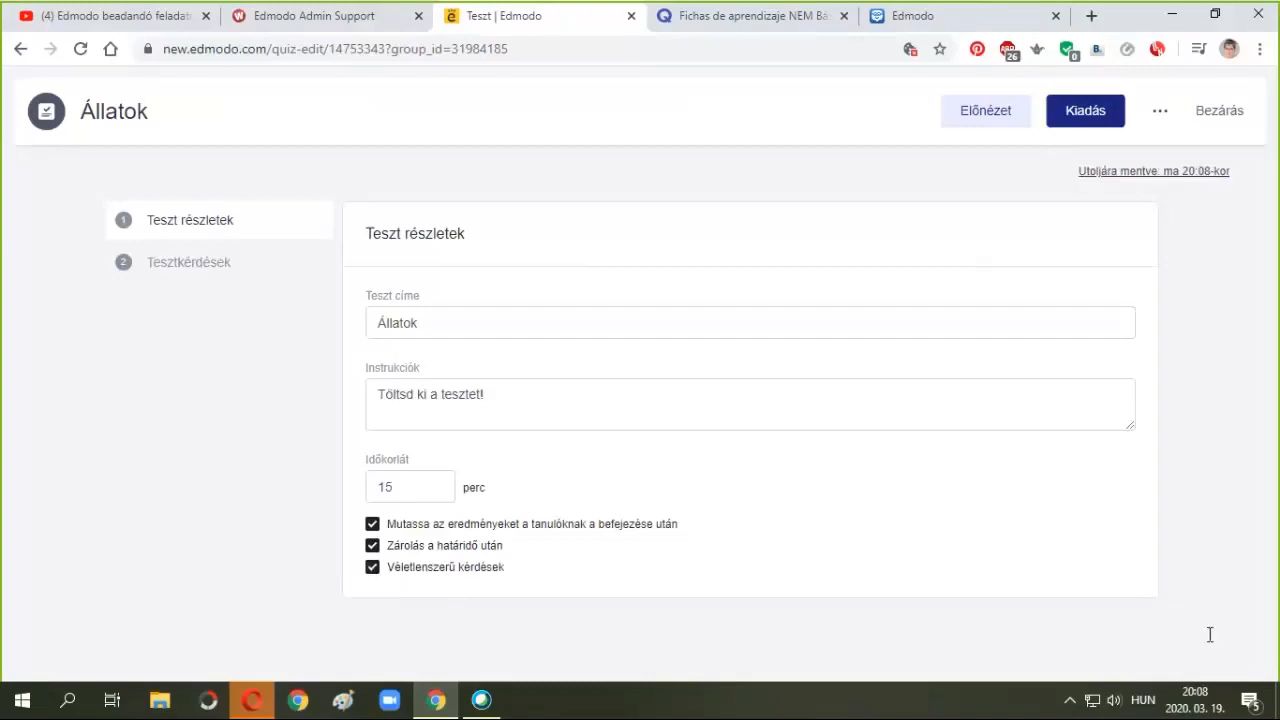 (4) Edmodo beadandó feladat
Edmodo Admin Support
Teszt | Edmodo
Fichas de aprendizaje NEM Bá
Edmodo
new.edmodo.com/quiz-edit/14753343?group_id=31984185
26
0
B.
Állatok
Előnézet
Kiadás
Bezárás
Utoljára mentve: ma 20:08-kor
1 Teszt részletek
2 Tesztkérdések
Teszt részletek
Teszt címe
Állatok
Instrukciók
Töltsd ki a tesztet!
Időkorlát
15 perc
Mutassa az eredményeket a tanulóknak a befejezése után
Zárolás a határidő után
Véletlenszerű kérdések
HUN
20:08
2020. 03. 19.
5